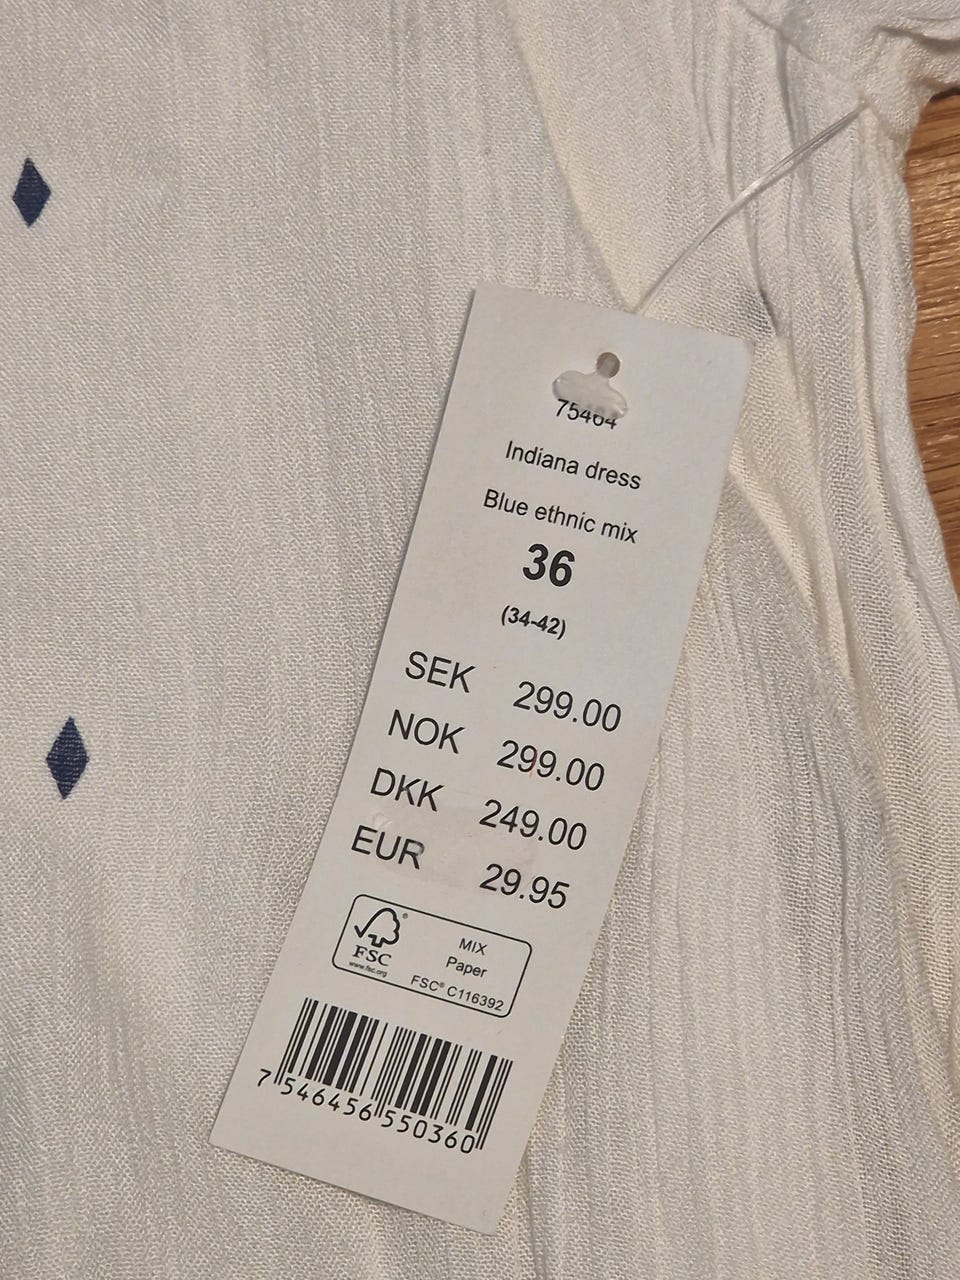 75464
Indiana dress
Blue ethnic mix
36
(34-42)
SEK 299.00
NOK 299.00
DKK 249.00
EUR 29.95
FSC®
www.fsc.org
MIX
Paper
FSC® C116392
7 546456 550360